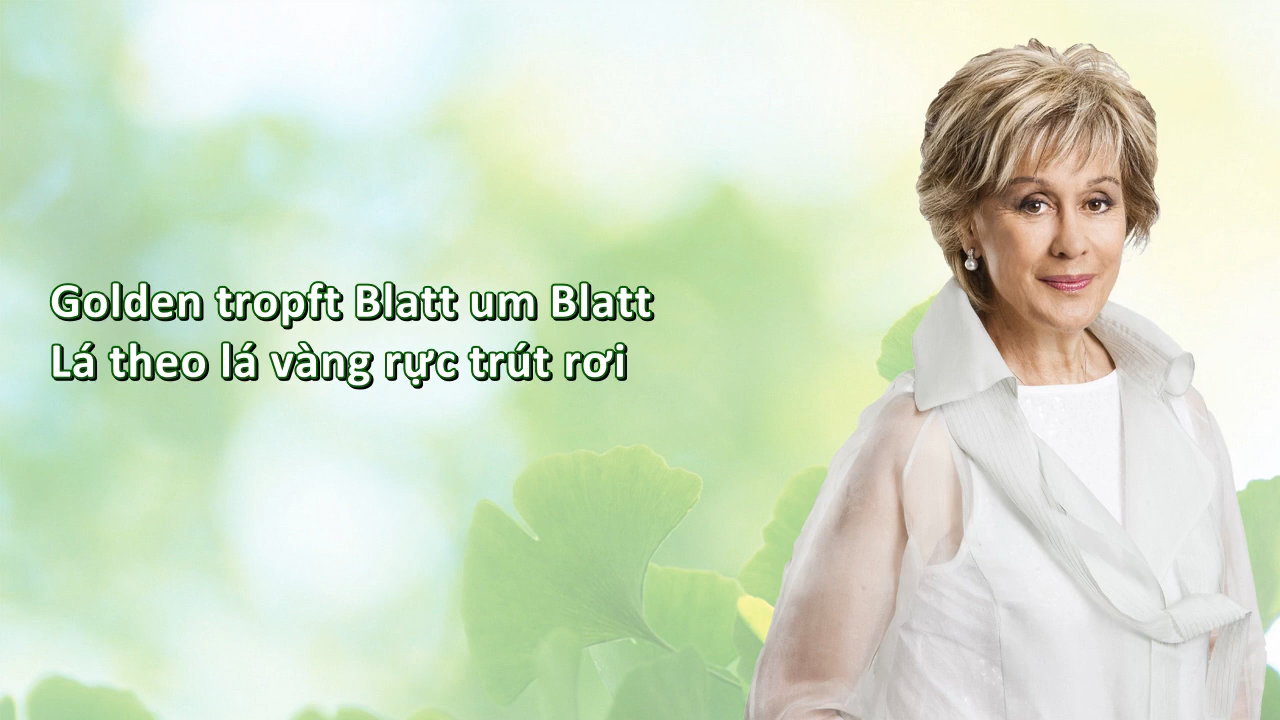 Golden tropft Blatt um Blatt
Lá theo lá vàng rực trút rơi